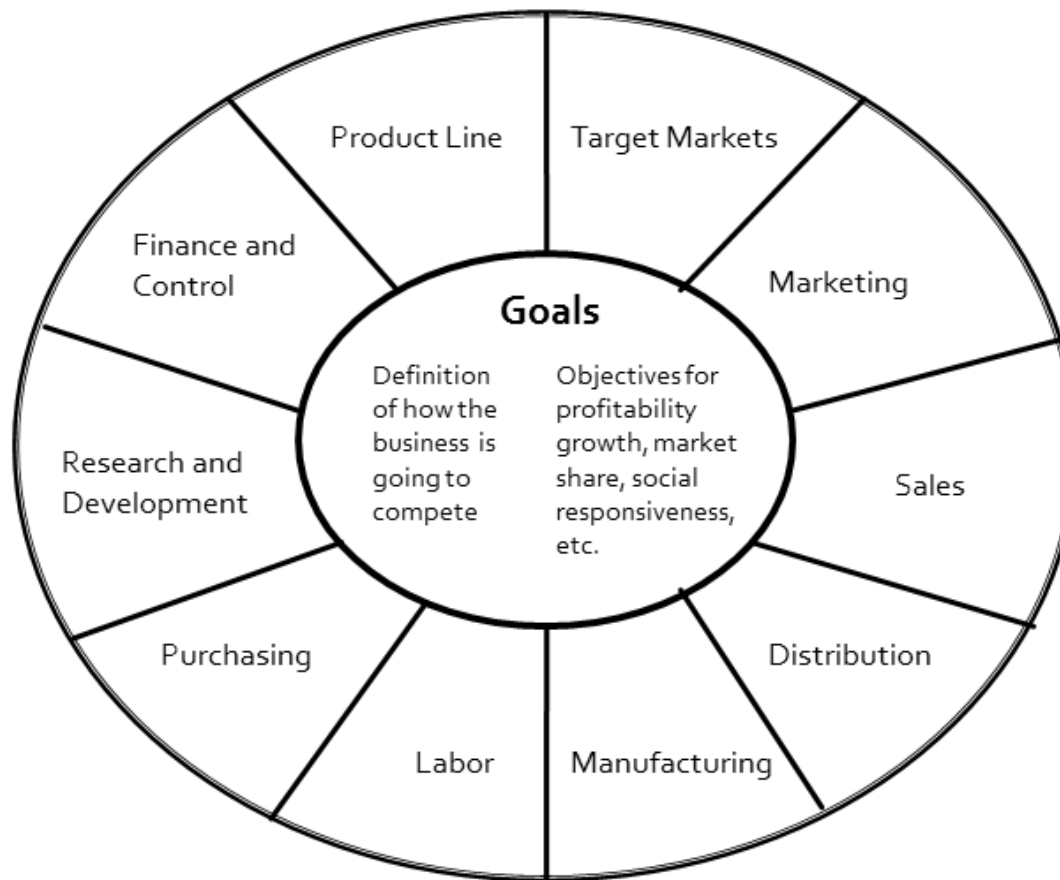 Product Line
Target Markets
Finance and
Control
Marketing
Goals
Definition
of how the
business is
going to
compete
Objectives for
profitability
growth, market
share, social
responsiveness,
etc.
Research and
Development
Sales
Purchasing
Distribution
Labor
Manufacturing